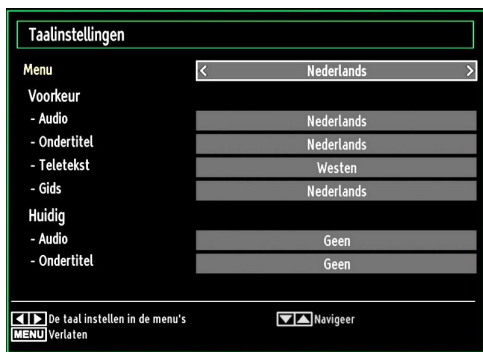 Taalinstellingen
Menu < Nederlands >
Voorkeur
- Audio Nederlands
- Ondertitel Nederlands
- Teletekst Westen
- Gids Nederlands
Huidig
- Audio Geen
- Ondertitel Geen
De taal instellen in de menu's Navigeer
MENU Verlaten